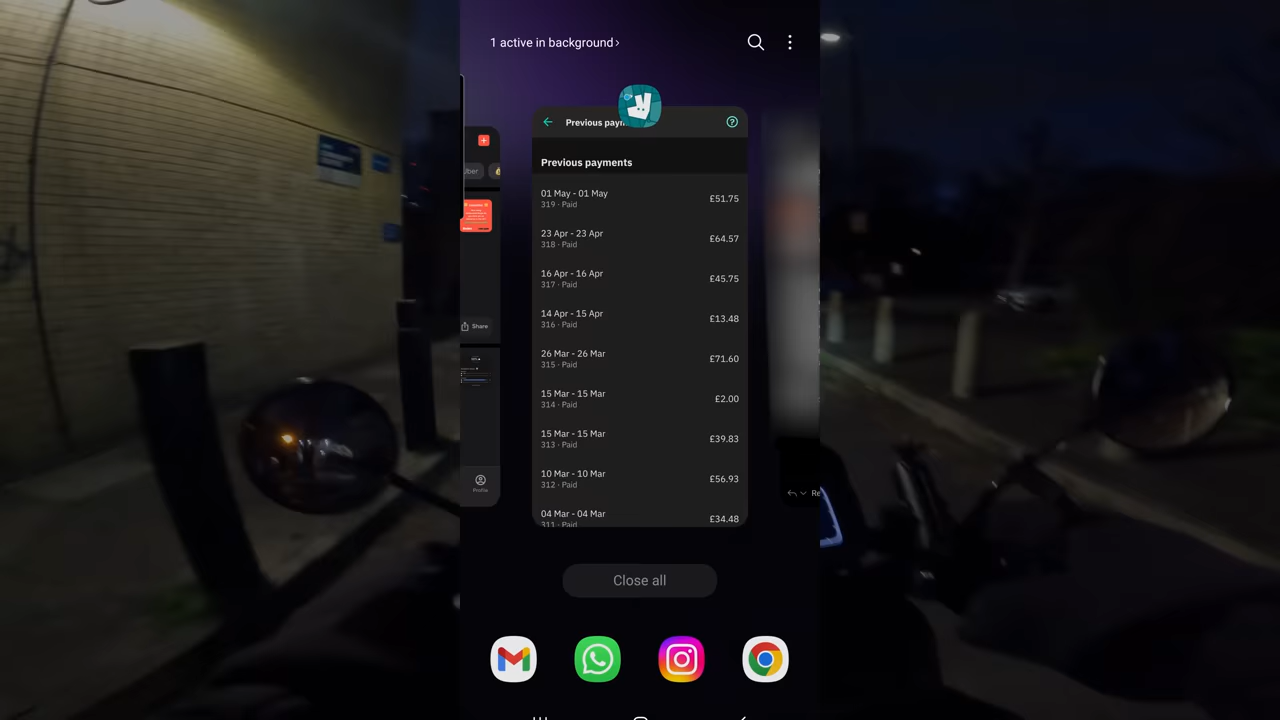 1 active in background ›
Previous paym
Previous payments
01 May - 01 May
319 · Paid
£51.75
23 Apr - 23 Apr
318 · Paid
£64.57
16 Apr - 16 Apr
317 · Paid
£45.75
14 Apr - 15 Apr
316 · Paid
£13.48
26 Mar - 26 Mar
315 · Paid
£71.60
15 Mar - 15 Mar
314 · Paid
£2.00
15 Mar - 15 Mar
313 · Paid
£39.83
10 Mar - 10 Mar
312 · Paid
£56.93
04 Mar - 04 Mar
311 · Paid
£34.48
Uber
Share
Profile
Re
Close all